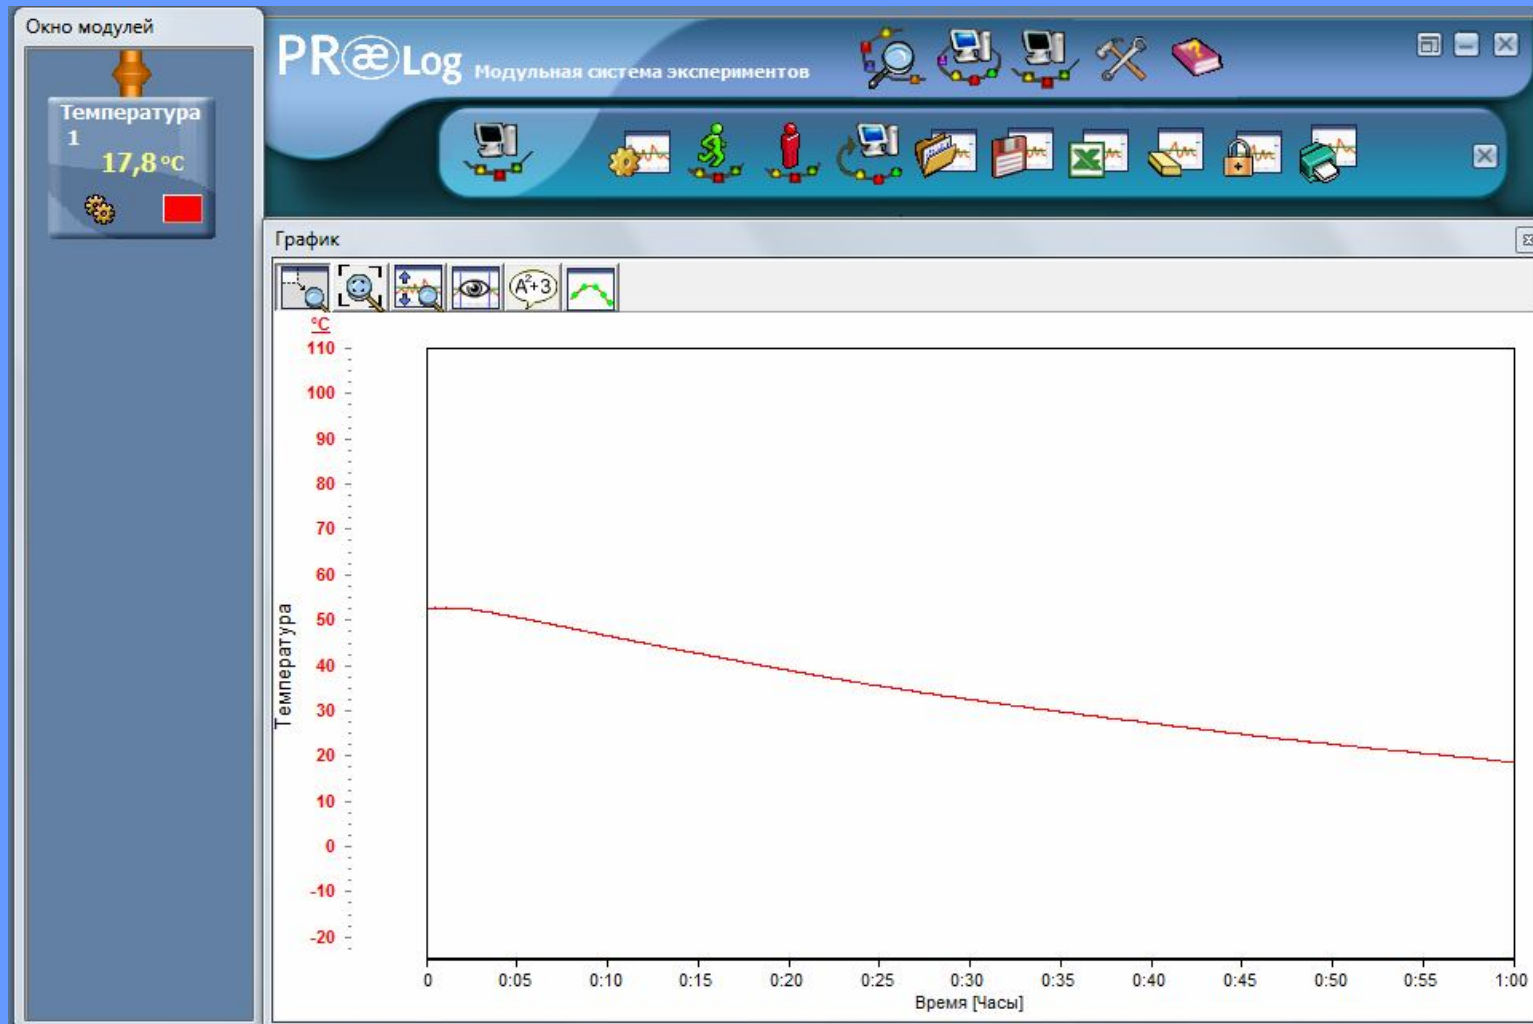 Окно модулей
Температура
1
17,8 °C
PRæLog Модульная система экспериментов
График
A²+3
°C
110
100
90
80
70
60
50
40
30
20
10
0
-10
-20
Температура
0 0:05 0:10 0:15 0:20 0:25 0:30 0:35 0:40 0:45 0:50 0:55 1:00
Время [Часы]